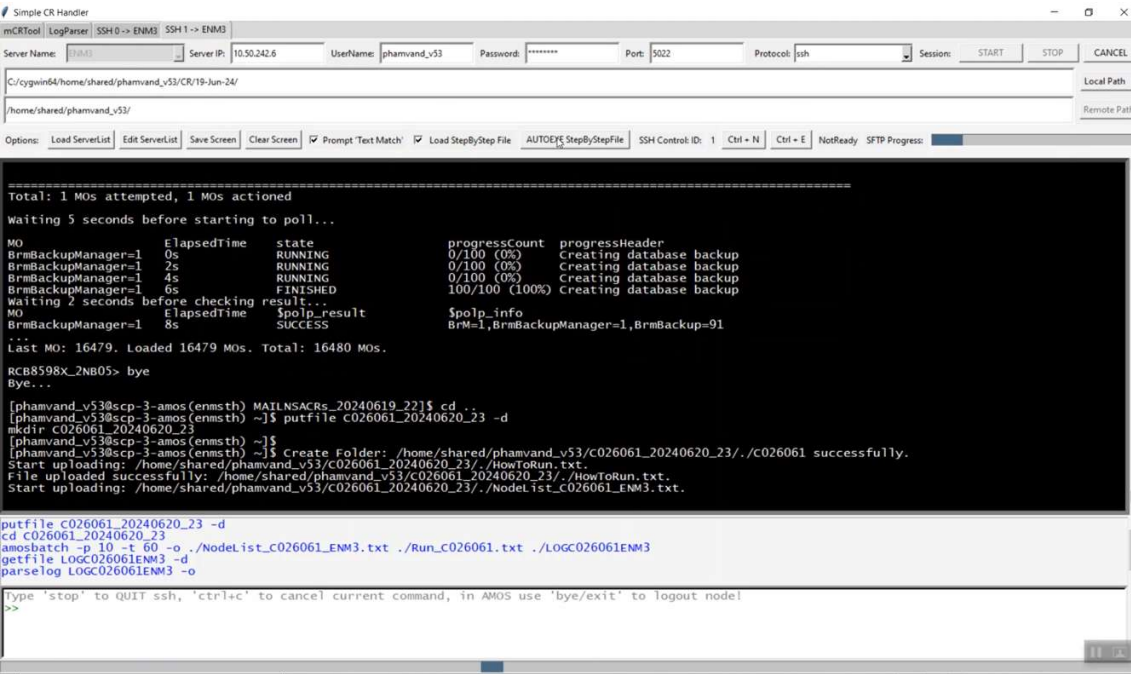 Simple CR Handler
mCRTool LogParser SSH 0 -> ENM3 SSH 1 -> ENM3
Server Name: ENM3 Server IP: 10.50.242.6 UserName: phamvand_v53 Password: ******** Port: 5022 Protocol: ssh Session: START STOP CANCEL
C:/cygwin64/home/shared/phamvand_v53/CR/19-Jun-24/ Local Path
/home/shared/phamvand_v53/ Remote Path
Options: Load ServerList Edit ServerList Save Screen Clear Screen Prompt 'Text Match' Load StepByStep File AUTOEXE StepByStepFile SSH Control: ID: 1 Ctrl + N Ctrl + E NotReady SFTP Progress:
Total: 1 MOs attempted, 1 MOs actioned
Waiting 5 seconds before starting to poll...
MO ElapsedTime state progressCount progressHeader
BrmBackupManager=1 0s RUNNING 0/100 (0%) Creating database backup
BrmBackupManager=1 2s RUNNING 0/100 (0%) Creating database backup
BrmBackupManager=1 4s RUNNING 0/100 (0%) Creating database backup
BrmBackupManager=1 6s FINISHED 100/100 (100%) Creating database backup
Waiting 2 seconds before checking result...
MO ElapsedTime $polp_result $polp_info
BrmBackupManager=1 8s SUCCESS BrM=1,BrmBackupManager=1,BrmBackup=91
...
Last MO: 16479. Loaded 16479 MOs. Total: 16480 MOs.
RCB8598X_2NB05> bye
Bye...
[phamvand_v53@scp-3-amos(enmsth) MAILNSACRs_20240619_22]$ cd ..
[phamvand_v53@scp-3-amos(enmsth) ~]$ putfile C026061_20240620_23 -d
mkdir C026061_20240620_23
[phamvand_v53@scp-3-amos(enmsth) ~]$
[phamvand_v53@scp-3-amos(enmsth) ~]$ Create Folder: /home/shared/phamvand_v53/C026061_20240620_23/./C026061 successfully.
Start uploading: /home/shared/phamvand_v53/C026061_20240620_23/./HowToRun.txt.
File uploaded successfully: /home/shared/phamvand_v53/C026061_20240620_23/./HowToRun.txt.
Start uploading: /home/shared/phamvand_v53/C026061_20240620_23/./NodeList_C026061_ENM3.txt.
putfile C026061_20240620_23 -d
cd C026061_20240620_23
amosbatch -p 10 -t 60 -o ./NodeList_C026061_ENM3.txt ./Run_C026061.txt ./LOGC026061ENM3
getfile LOGC026061ENM3 -d
parselog LOGC026061ENM3 -o
Type 'stop' to QUIT ssh, 'ctrl+c' to cancel current command, in AMOS use 'bye/exit' to logout node!
>>